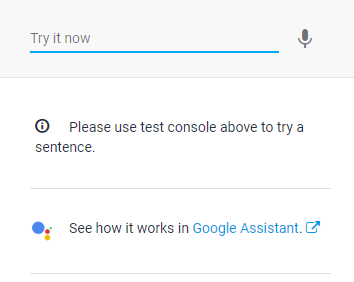 Try it now
Please use test console above to try a
sentence.
See how it works in Google Assistant.